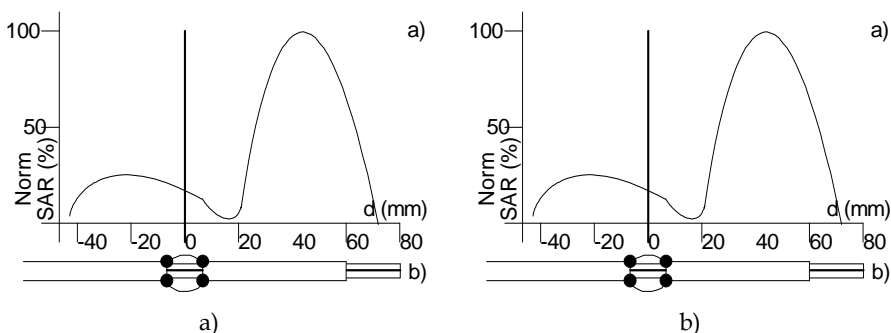 100 a) 100 a)
50 50
Norm SAR (%) Norm SAR (%)
d (mm) d (mm)
-40 -20 0 20 40 60 80 -40 -20 0 20 40 60 80
b) b)
a) b)